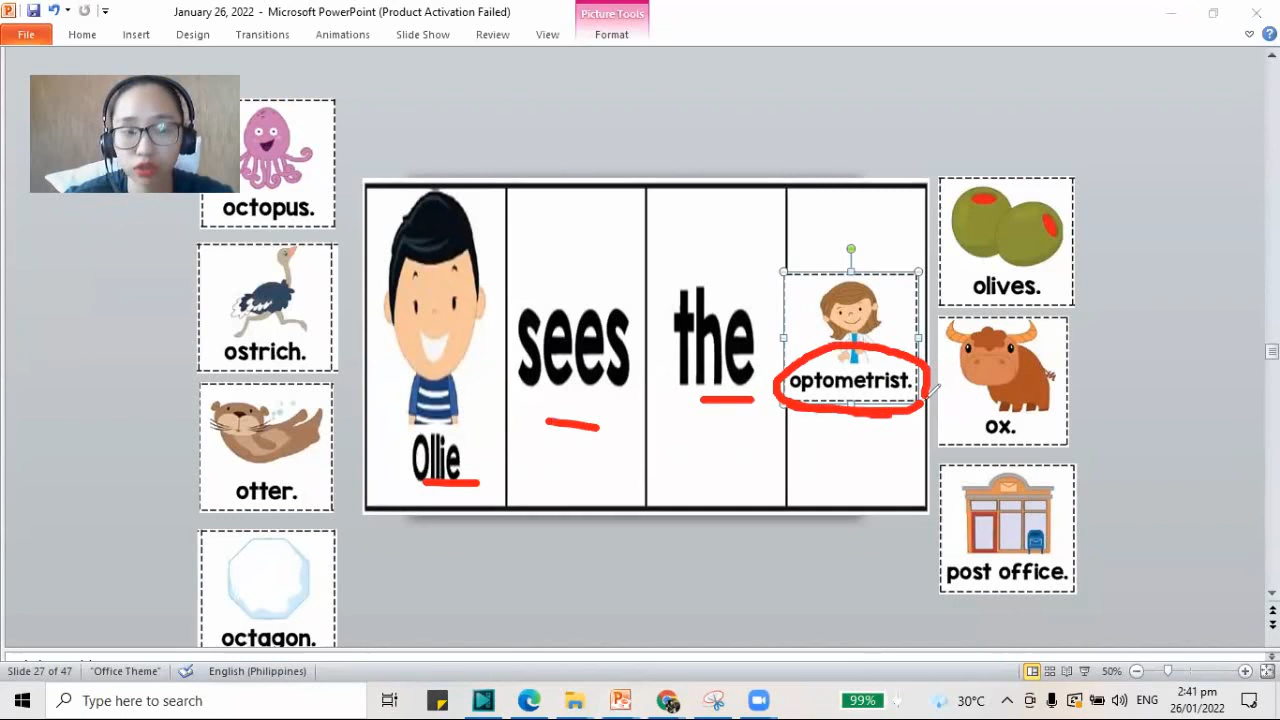 January 26, 2022 - Microsoft PowerPoint (Product Activation Failed)
Picture Tools
File
Home
Insert
Design
Transitions
Animations
Slide Show
Review
View
Format
octopus.
ostrich.
otter.
octagon.
Ollie
sees
the
optometrist.
olives.
ox.
post office.
Slide 27 of 47
"Office Theme"
English (Philippines)
50%
Type here to search
99%
30°C
ENG
2:41 pm
26/01/2022